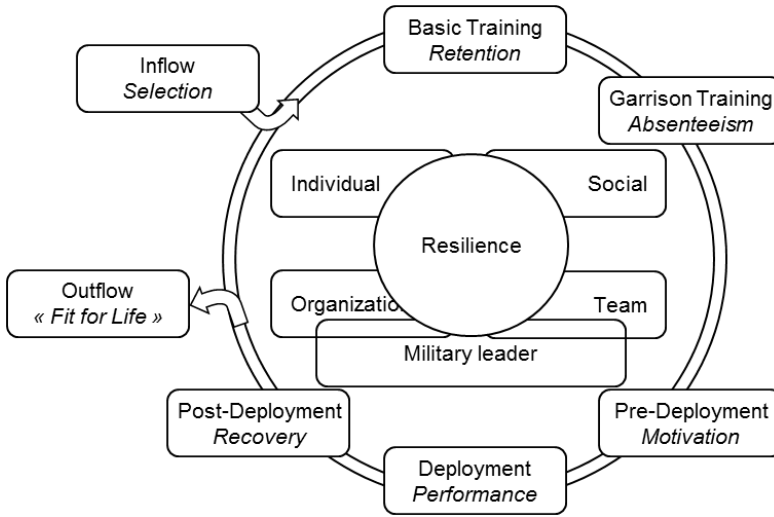 Basic Training
Retention
Inflow
Selection
Garrison Training
Absenteeism
Individual
Social
Resilience
Organization
Team
Military leader
Outflow
« Fit for Life »
Post-Deployment
Recovery
Pre-Deployment
Motivation
Deployment
Performance